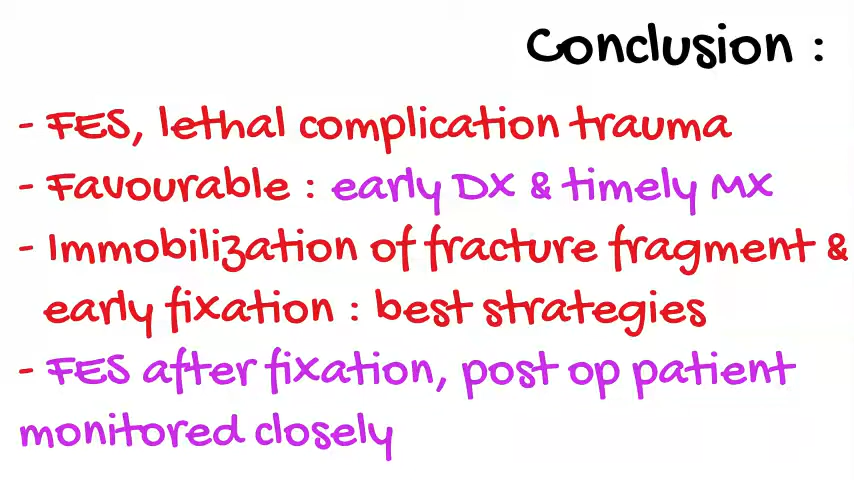 Conclusion :
- FES, lethal complication trauma
- Favourable : early DX & timely MX
- Immobilization of fracture fragment &
early fixation : best strategies
- FES after fixation, post op patient
monitored closely